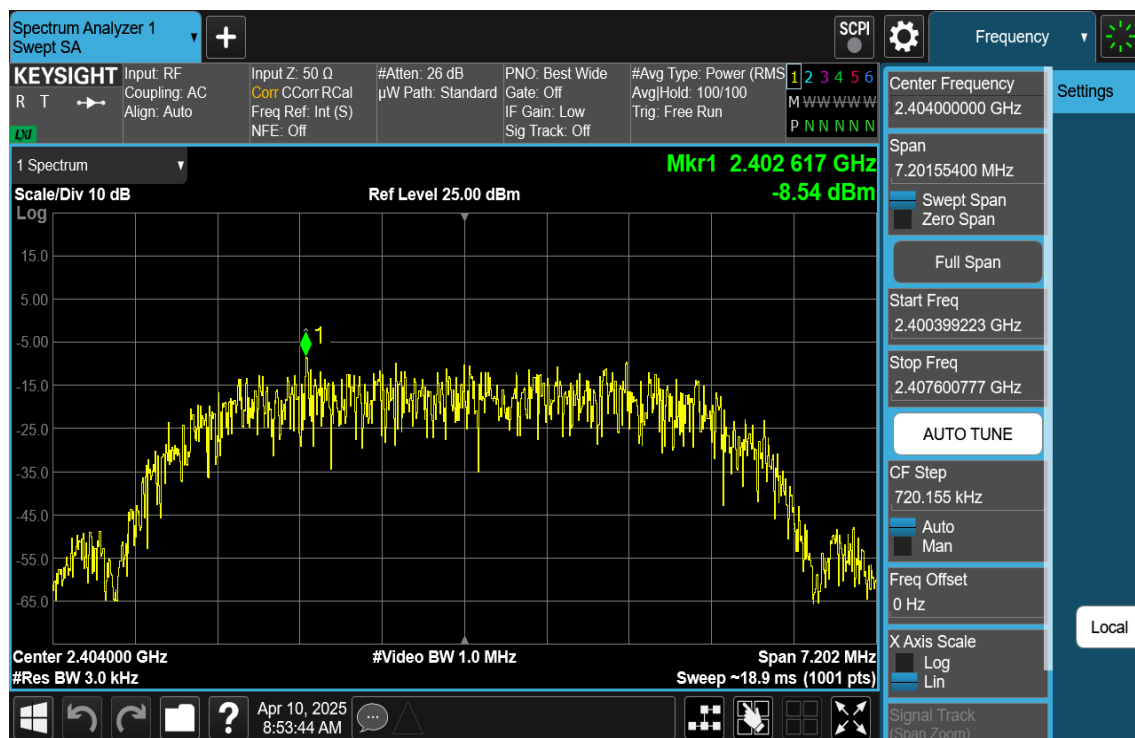 Spectrum Analyzer 1
Swept SA
SCPI
Frequency
KEYSIGHT
R T
LXI
Input: RF
Coupling: AC
Align: Auto
Input Z: 50 Ω
Corr CCorr RCal
Freq Ref: Int (S)
NFE: Off
#Atten: 26 dB
µW Path: Standard
PNO: Best Wide
Gate: Off
IF Gain: Low
Sig Track: Off
#Avg Type: Power (RMS
Avg|Hold: 100/100
Trig: Free Run
1 2 3 4 5 6
M W W W W W
P N N N N N
1 Spectrum
Mkr1 2.402 617 GHz
-8.54 dBm
Scale/Div 10 dB
Ref Level 25.00 dBm
Log
15.0
5.00
-5.00
-15.0
-25.0
-35.0
-45.0
-55.0
-65.0
1
Center 2.404000 GHz
#Video BW 1.0 MHz
Span 7.202 MHz
#Res BW 3.0 kHz
Sweep ~18.9 ms (1001 pts)
?
Apr 10, 2025
8:53:44 AM
Center Frequency
2.404000000 GHz
Settings
Span
7.20155400 MHz
Swept Span
Zero Span
Full Span
Start Freq
2.400399223 GHz
Stop Freq
2.407600777 GHz
AUTO TUNE
CF Step
720.155 kHz
Auto
Man
Freq Offset
0 Hz
Local
X Axis Scale
Log
Lin
Signal Track
(Span Zoom)